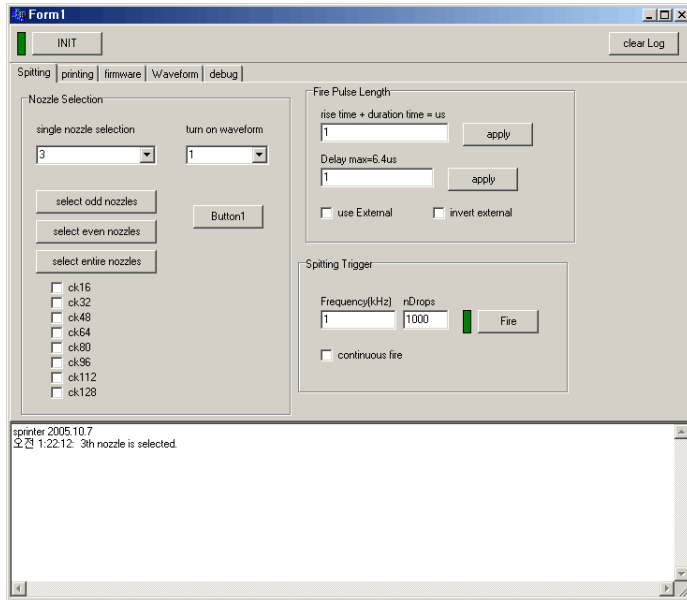 Form1
INIT
clear Log
Spitting printing firmware Waveform debug
Nozzle Selection
single nozzle selection turn on waveform
3 1
select odd nozzles
select even nozzles
select entire nozzles
Button1
ck16
ck32
ck48
ck64
ck80
ck96
ck112
ck128
Fire Pulse Length
rise time + duration time = us
1 apply
Delay max=6.4us
1 apply
use External invert external
Spitting Trigger
Frequency(kHz) nDrops
1 1000 Fire
continuous fire
sprinter 2005.10.7
오전 1:22:12: 3th nozzle is selected.